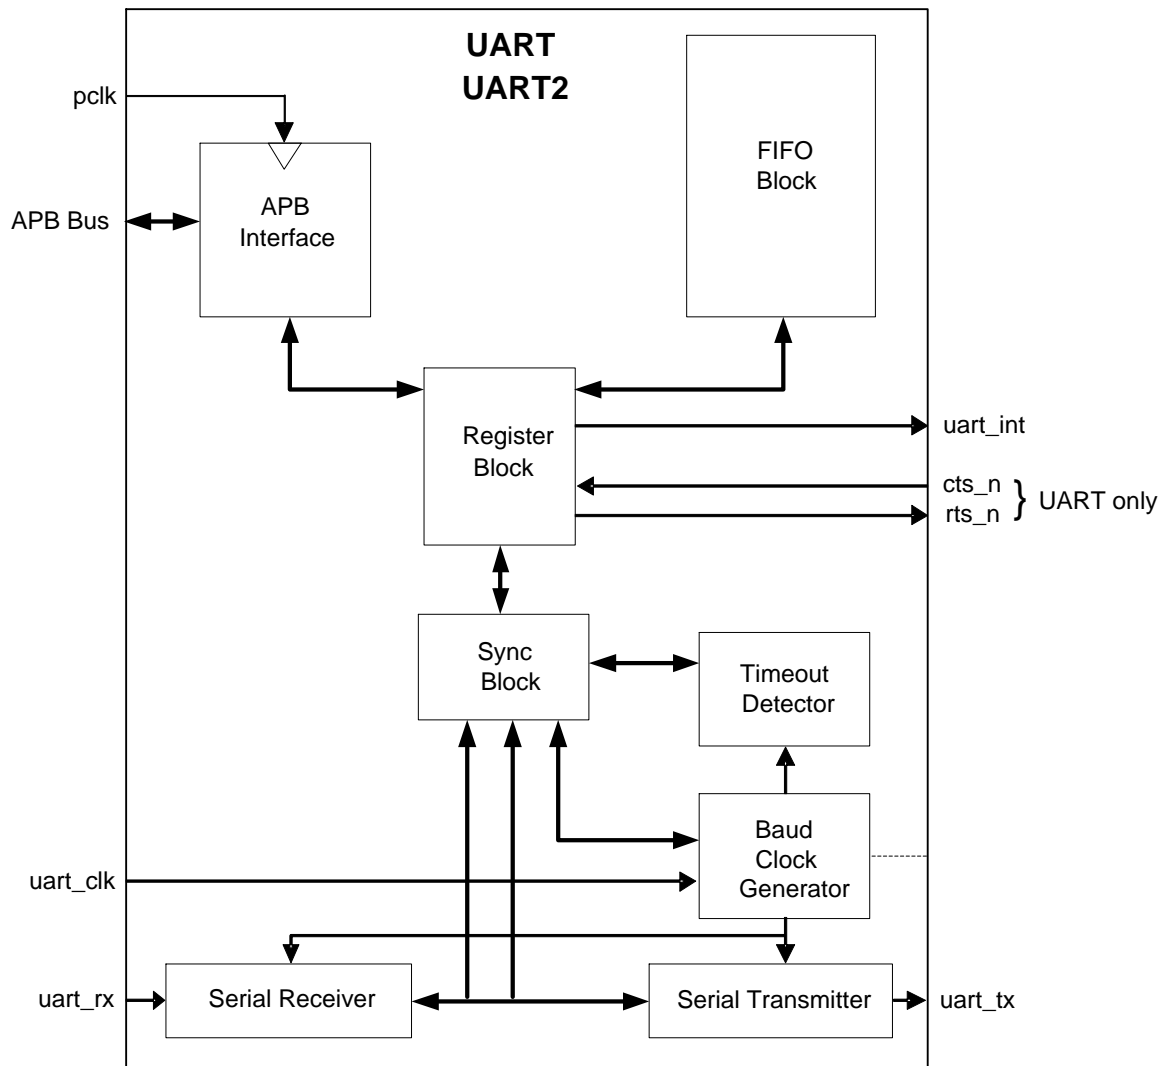 UART
UART2
pclk
FIFO
Block
APB
Interface
APB Bus
Register
Block
uart_int
cts_n
rts_n
} UART only
Sync
Block
Timeout
Detector
Baud
Clock
Generator
uart_clk
uart_rx
Serial Receiver
Serial Transmitter
uart_tx